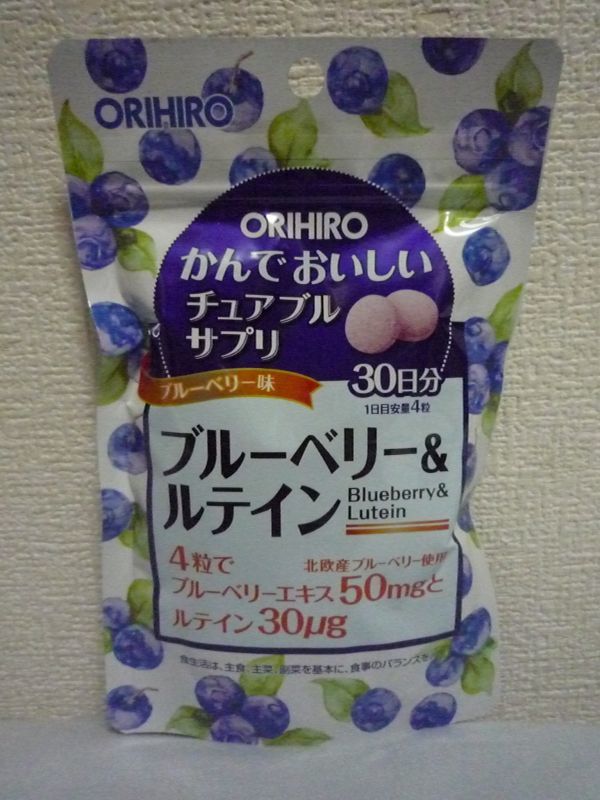 ORIHIRO
ORIHIRO
かんで おいしい
チュアブル
サプリ
ブルーベリー味
30日分
1日目安量4粒
ブルーベリー&
ルテイン
Blueberry&
Lutein
4粒で
北欧産ブルーベリー使用
ブルーベリーエキス50mgと
ルテイン30μg
食生活は、主食、主菜、副菜を基本に、食事のバランスを